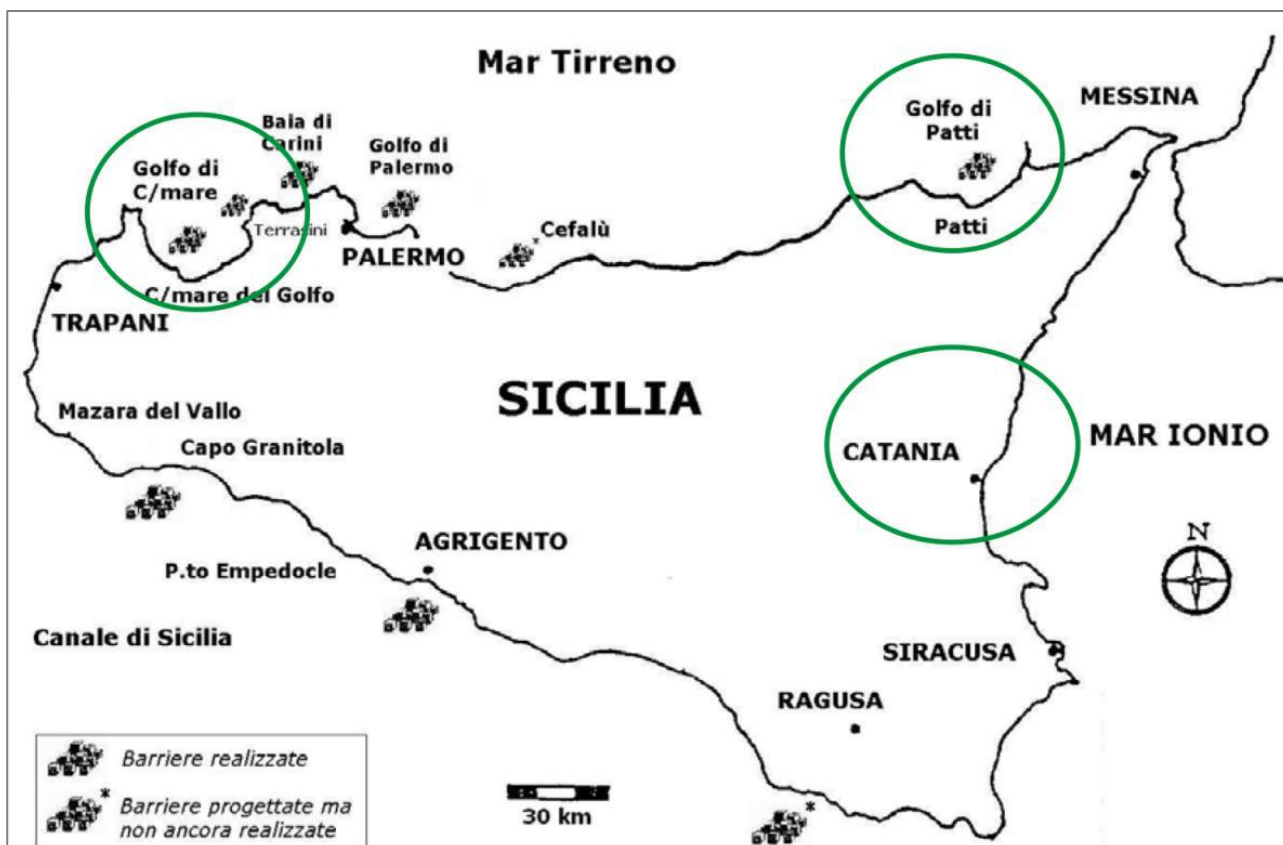 Mar Tirreno
MESSINA
Golfo di
Patti
Patti
Baia di
Carini
Golfo di
Palermo
Golfo di
C/mare
Terrasini
PALERMO
Cefalù
*
C/mare del Golfo
TRAPANI
SICILIA
MAR IONIO
CATANIA
Mazara del Vallo
Capo Granitola
AGRIGENTO
P.to Empedocle
N
Canale di Sicilia
SIRACUSA
RAGUSA
*
Barriere realizzate
*
Barriere progettate ma
non ancora realizzate
30 km